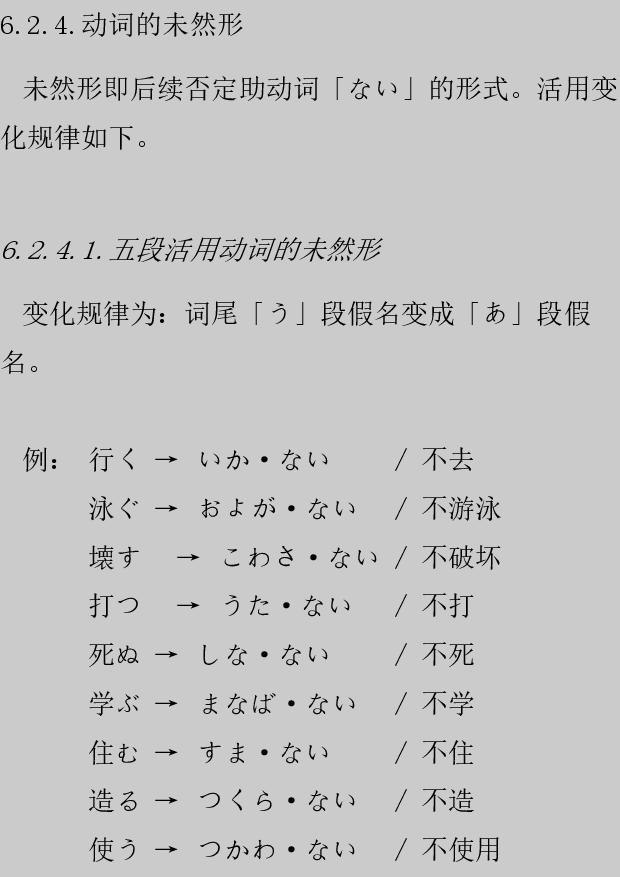 6.2.4.动词的未然形
未然形即后续否定助动词「ない」的形式。活用变
化规律如下。
6.2.4.1.五段活用动词的未然形
变化规律为：词尾「う」段假名变成「あ」段假
名。
例： 行く → いか・ない / 不去
泳ぐ → およが・ない / 不游泳
壊す → こわさ・ない / 不破坏
打つ → うた・ない / 不打
死ぬ → しな・ない / 不死
学ぶ → まなば・ない / 不学
住む → すま・ない / 不住
造る → つくら・ない / 不造
使う → つかわ・ない / 不使用